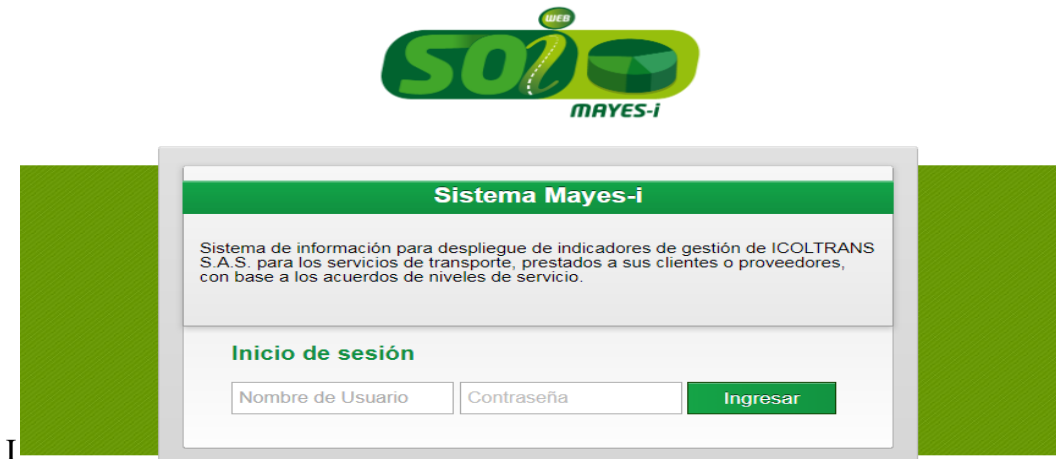 WEB
SOi
MAYES-i
Sistema Mayes-i
Sistema de información para despliegue de indicadores de gestión de ICOLTRANS
S.A.S. para los servicios de transporte, prestados a sus clientes o proveedores,
con base a los acuerdos de niveles de servicio.
Inicio de sesión
Nombre de Usuario Contraseña Ingresar
I